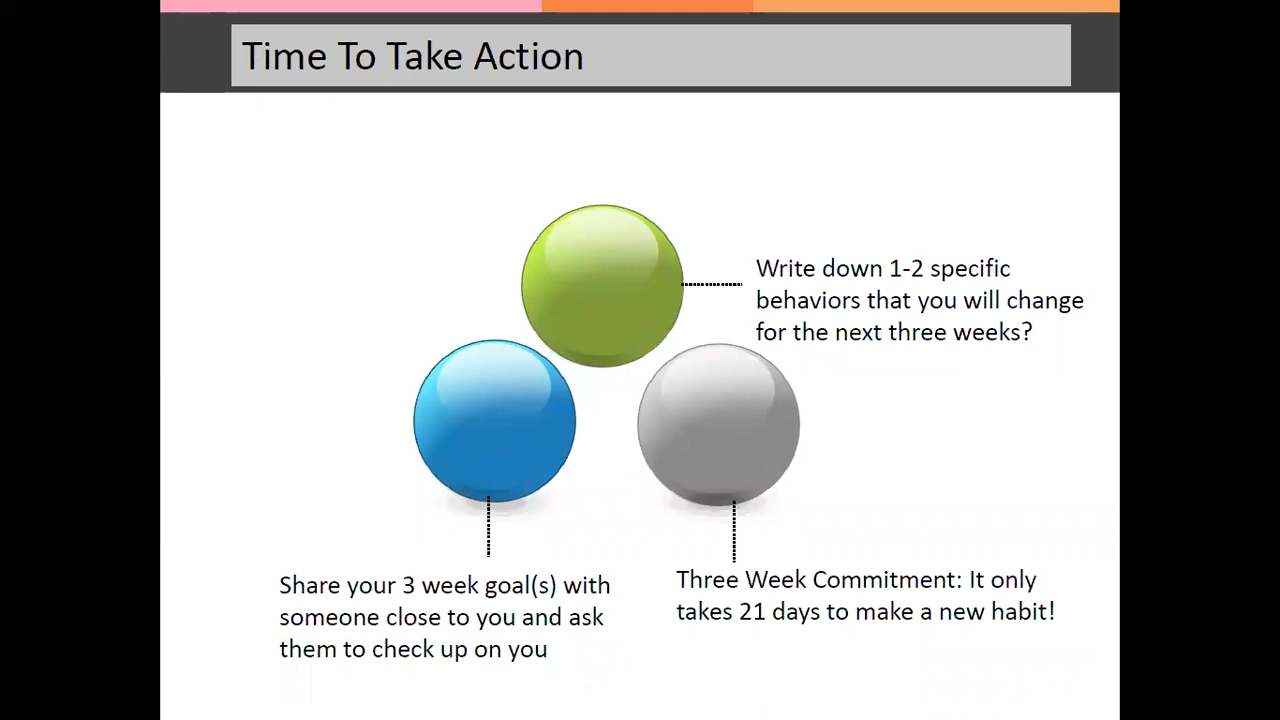 Time To Take Action
Write down 1-2 specific
behaviors that you will change
for the next three weeks?
Share your 3 week goal(s) with
someone close to you and ask
them to check up on you
Three Week Commitment: It only
takes 21 days to make a new habit!